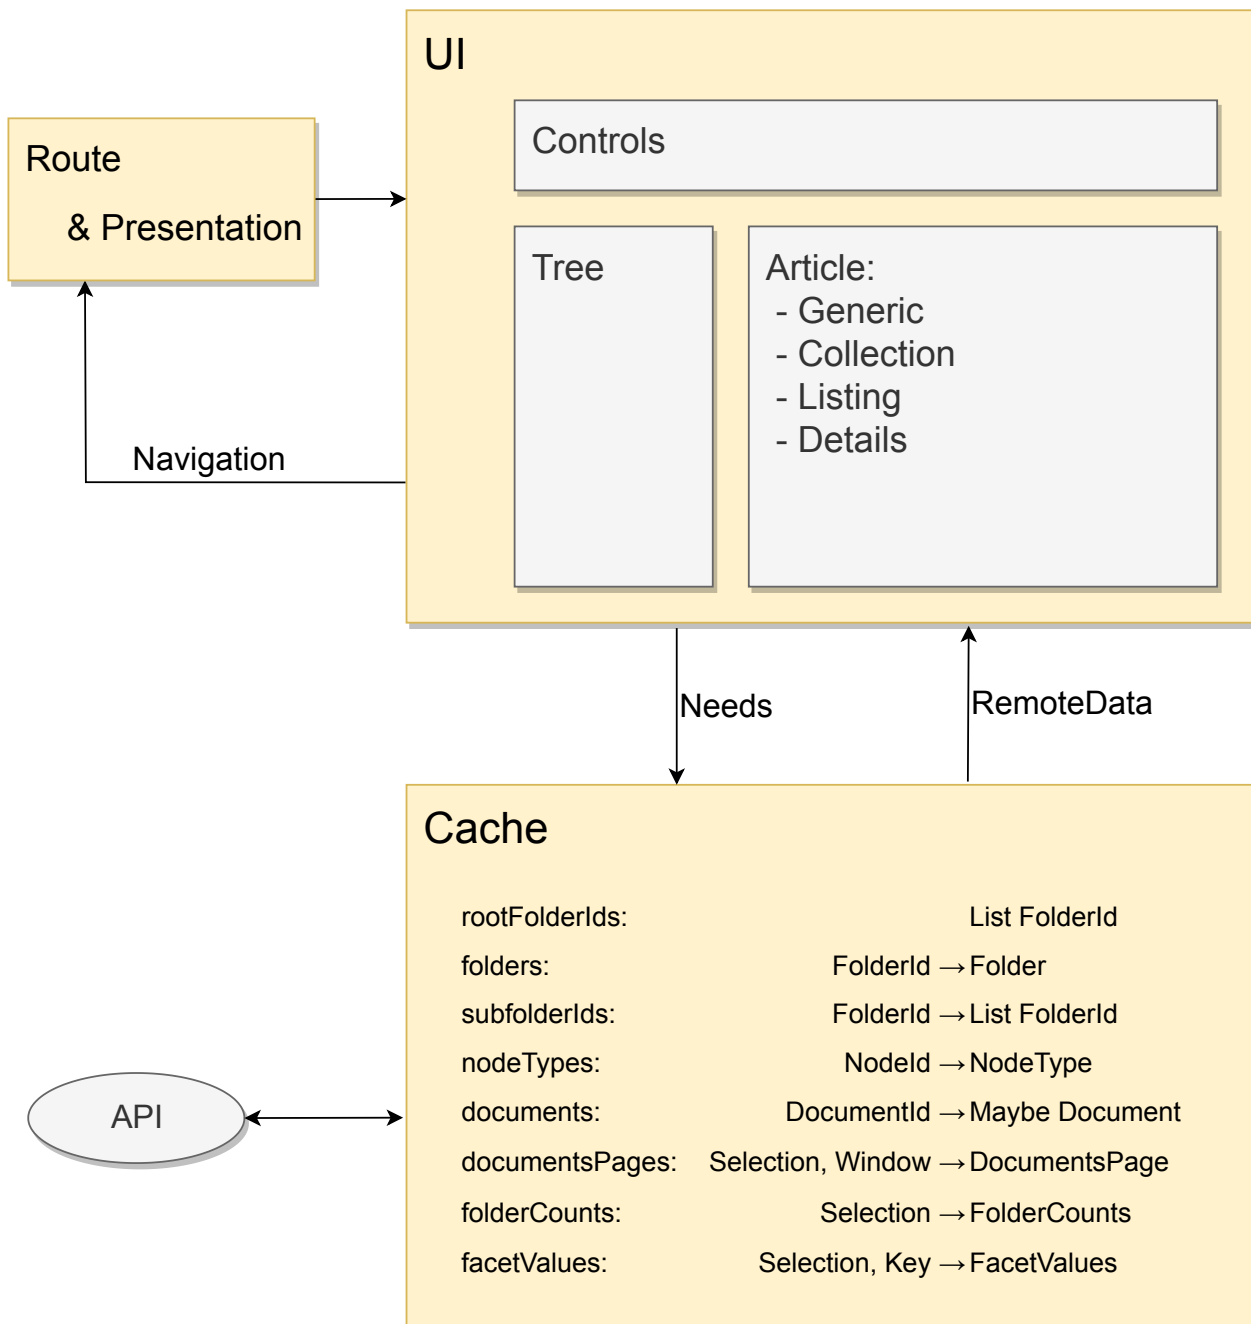 UI
Controls
Route
& Presentation
Tree
Article:
- Generic
- Collection
- Listing
- Details
Navigation
Needs
RemoteData
Cache
rootFolderIds: List FolderId
folders: FolderId → Folder
subfolderIds: FolderId → List FolderId
nodeTypes: NodeId → NodeType
documents: DocumentId → Maybe Document
documentsPages: Selection, Window → DocumentsPage
folderCounts: Selection → FolderCounts
facetValues: Selection, Key → FacetValues
API